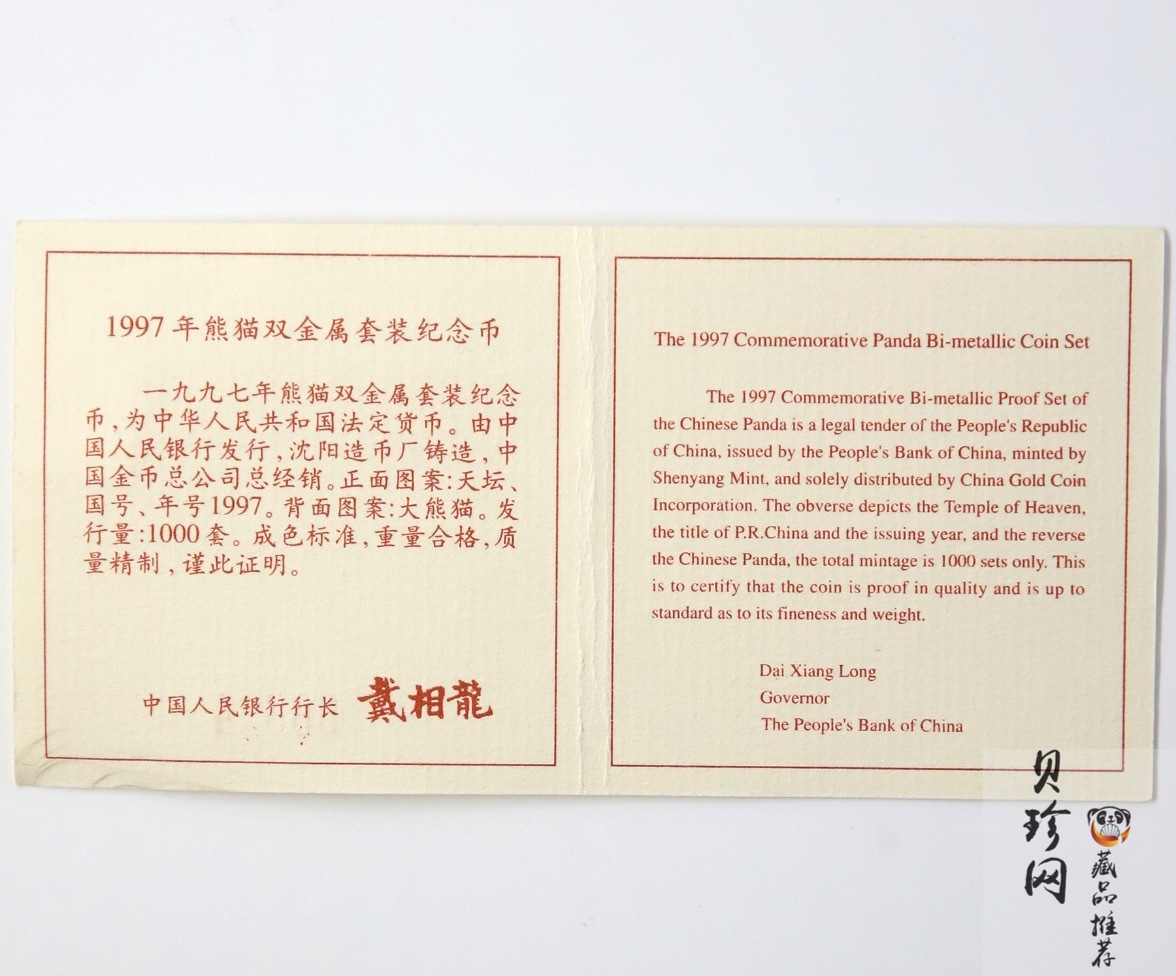 1997年熊猫双金属套装纪念币
一九九七年熊猫双金属套装纪念
币,为中华人民共和国法定货币。由中
国人民银行发行,沈阳造币厂铸造,中
国金币总公司总经销。正面图案:天坛、
国号、年号1997。背面图案:大熊猫。发
行量:1000套。成色标准,重量合格,质
量精制,谨此证明。
中国人民银行行长 戴相龍
The 1997 Commemorative Panda Bi-metallic Coin Set
The 1997 Commemorative Bi-metallic Proof Set of
the Chinese Panda is a legal tender of the People's Republic
of China, issued by the People's Bank of China, minted by
Shenyang Mint, and solely distributed by China Gold Coin
Incorporation. The obverse depicts the Temple of Heaven,
the title of P.R.China and the issuing year, and the reverse
the Chinese Panda, the total mintage is 1000 sets only. This
is to certify that the coin is proof in quality and is up to
standard as to its fineness and weight.
Dai Xiang Long
Governor
The People's Bank of China
贝珍网
藏品推荐